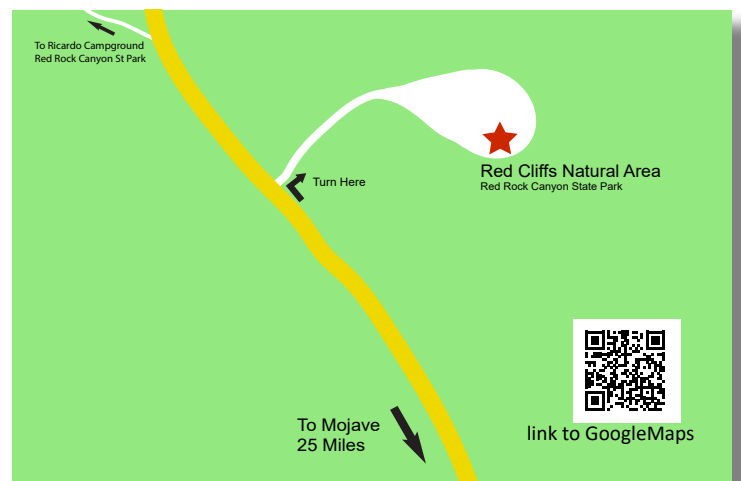 To Ricardo Campground
Red Rock Canyon St Park
Turn Here
Red Cliffs Natural Area
Red Rock Canyon State Park
To Mojave
25 Miles
link to GoogleMaps